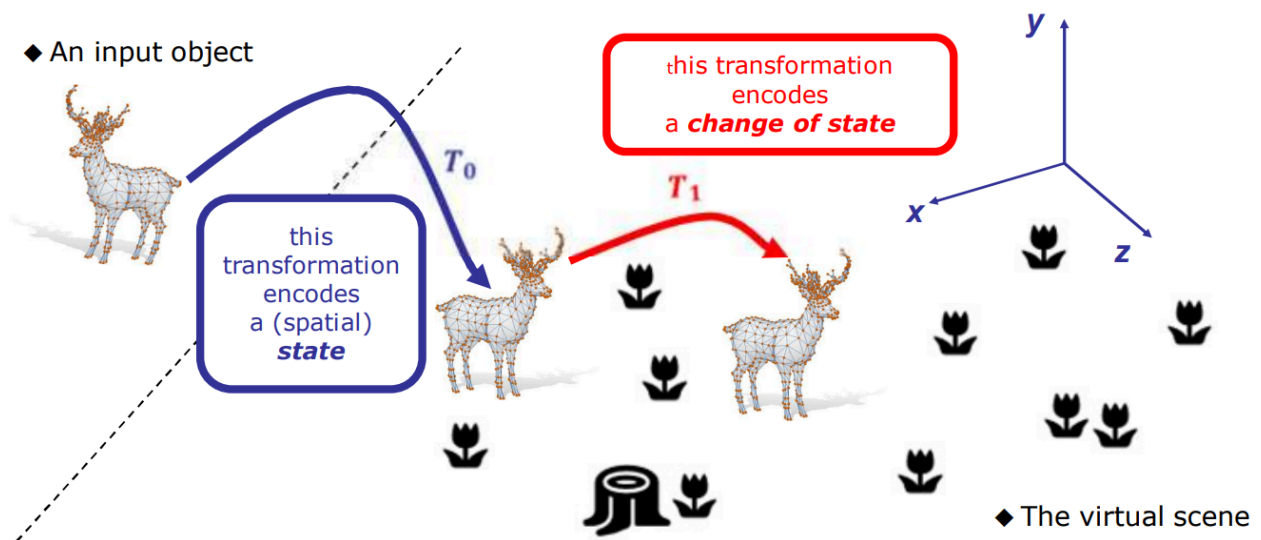 ◆ An input object
this transformation
encodes
a change of state
y
x
z
T₀
T₁
this
transformation
encodes
a (spatial)
state
◆ The virtual scene